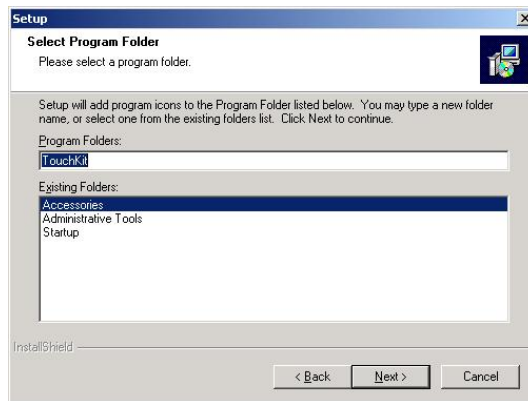 Setup
Select Program Folder
Please select a program folder.
Setup will add program icons to the Program Folder listed below. You may type a new folder
name, or select one from the existing folders list. Click Next to continue.
Program Folders:
TouchKit
Existing Folders:
Accessories
Administrative Tools
Startup
InstallShield
< Back Next > Cancel